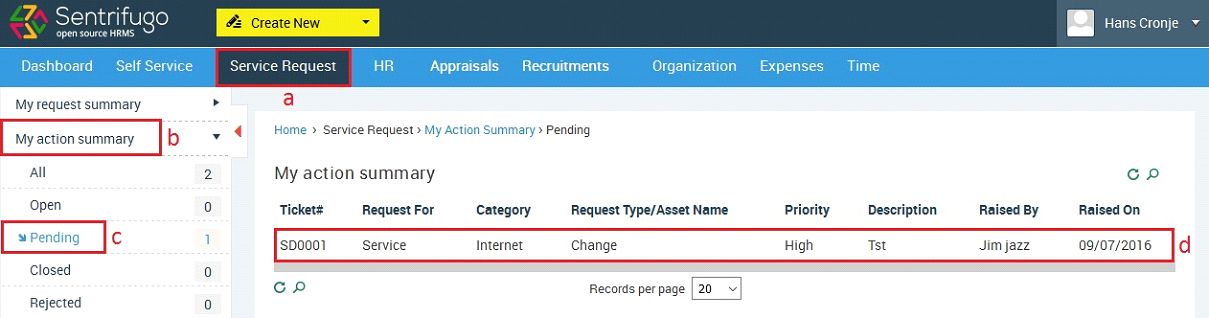 Sentrifugo
open source HRMS
Create New
Hans Cronje
Dashboard Self Service Service Request HR Appraisals Recruitments Organization Expenses Time
a
My request summary
My action summary b
All 2
Open 0
Pending c 1
Closed 0
Rejected 0
Home › Service Request › My Action Summary › Pending
My action summary
Ticket# Request For Category Request Type/Asset Name Priority Description Raised By Raised On
SD0001 Service Internet Change High Tst Jim jazz 09/07/2016 d
Records per page 20